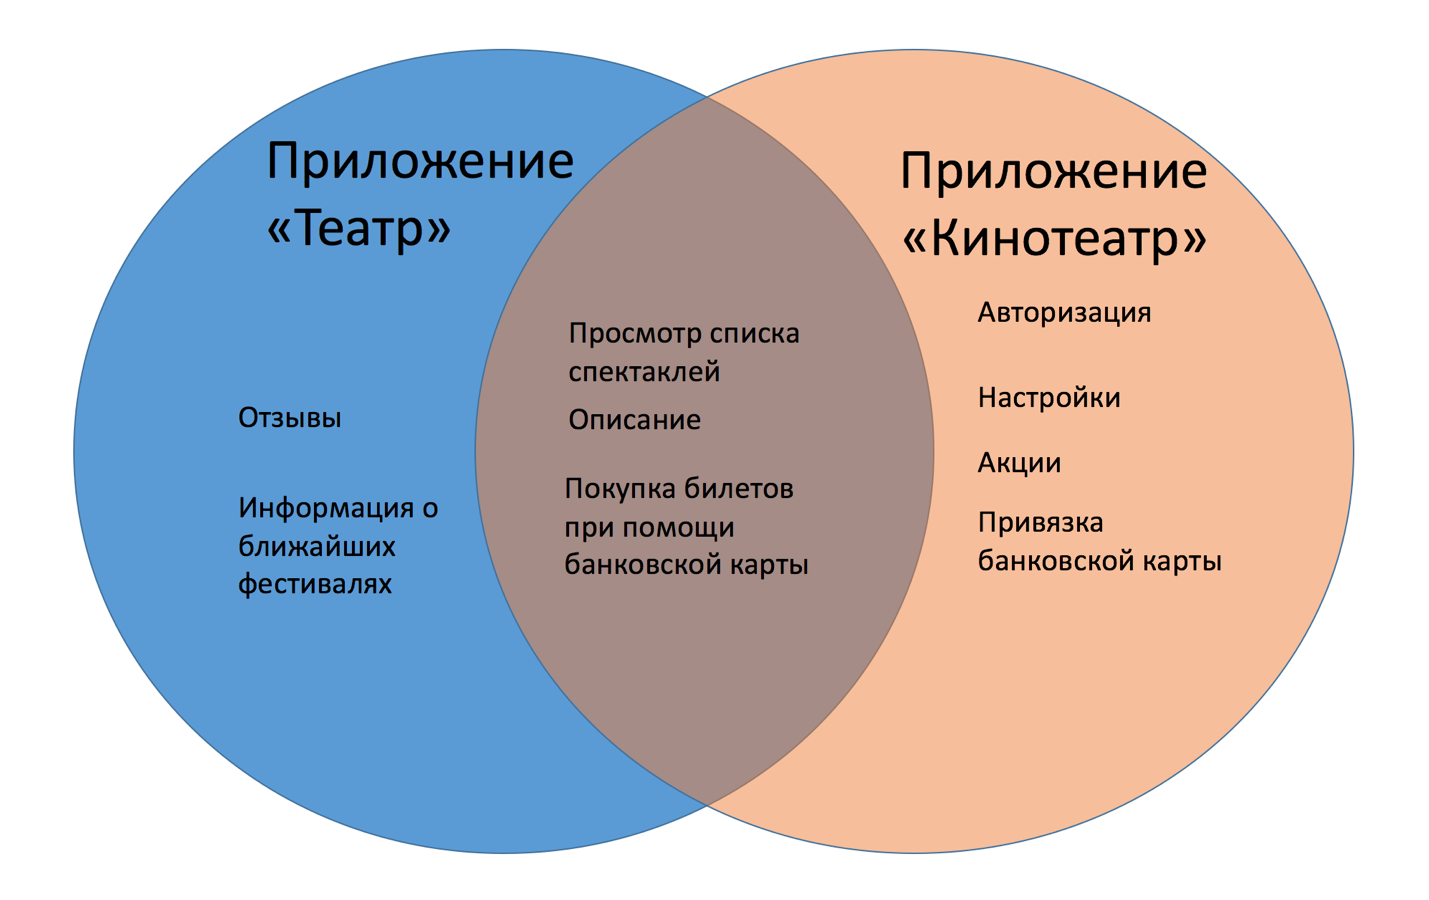 Приложение
«Театр»
Отзывы
Информация о
ближайших
фестивалях
Просмотр списка
спектаклей
Описание
Покупка билетов
при помощи
банковской карты
Приложение
«Кинотеатр»
Авторизация
Настройки
Акции
Привязка
банковской карты